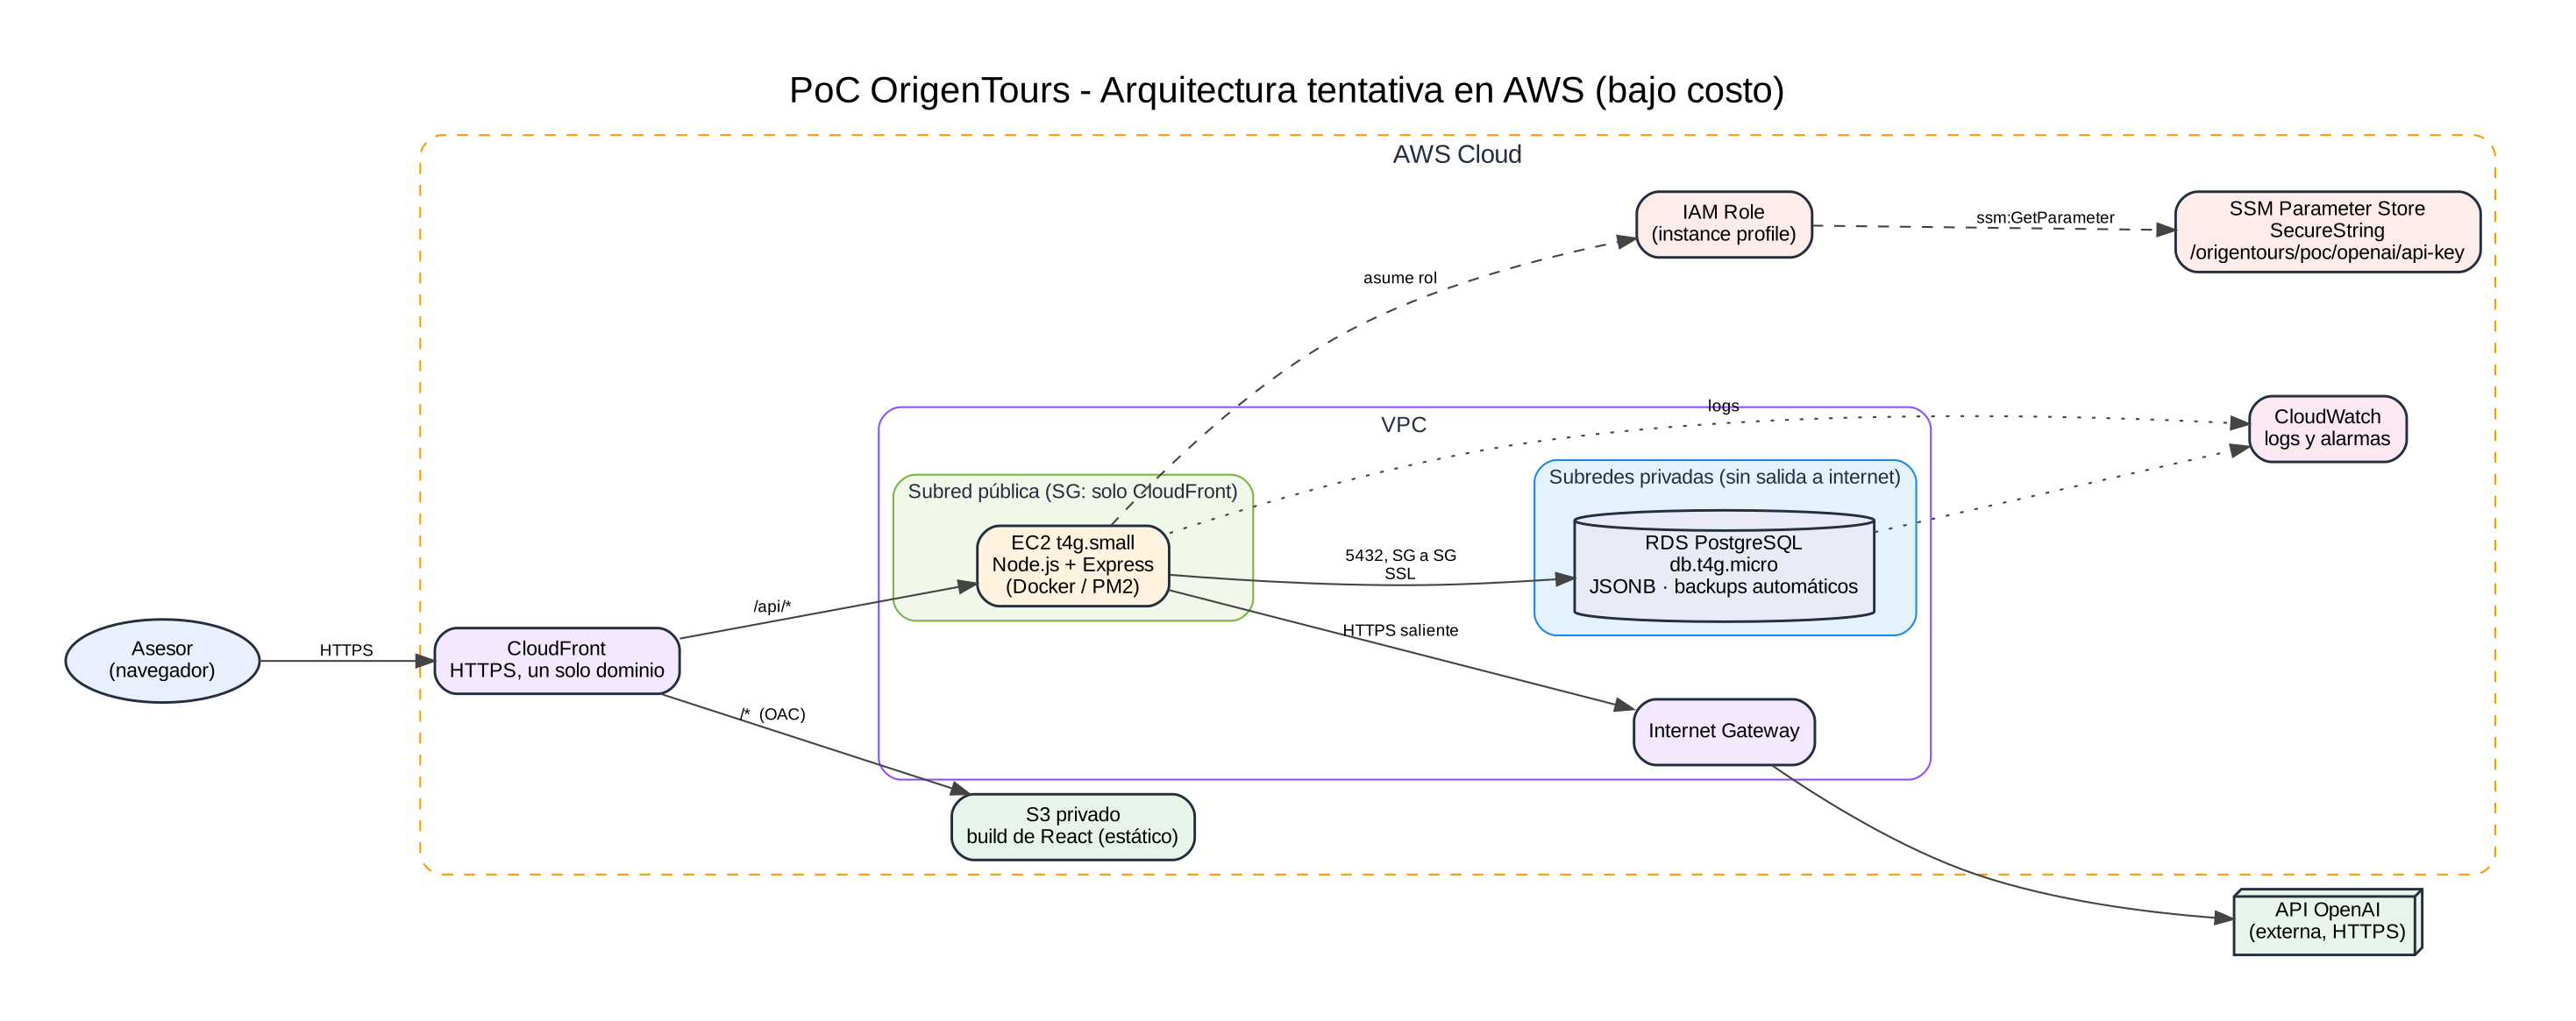 PoC OrigenTours - Arquitectura tentativa en AWS (bajo costo)
AWS Cloud
IAM Role
(instance profile)
ssm:GetParameter
SSM Parameter Store
SecureString
/origentours/poc/openai/api-key
asume rol
logs
CloudWatch
logs y alarmas
VPC
Subred pública (SG: solo CloudFront)
EC2 t4g.small
Node.js + Express
(Docker / PM2)
5432, SG a SG
SSL
Subredes privadas (sin salida a internet)
RDS PostgreSQL
db.t4g.micro
JSONB · backups automáticos
HTTPS saliente
Internet Gateway
Asesor
(navegador)
HTTPS
CloudFront
HTTPS, un solo dominio
/api/*
/* (OAC)
S3 privado
build de React (estático)
API OpenAI
(externa, HTTPS)